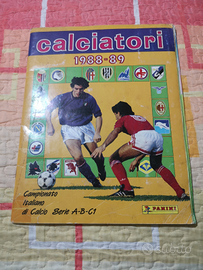 calciatori
1988-89
Campionato
Italiano
di Calcio Serie A-B-C1
PANINI